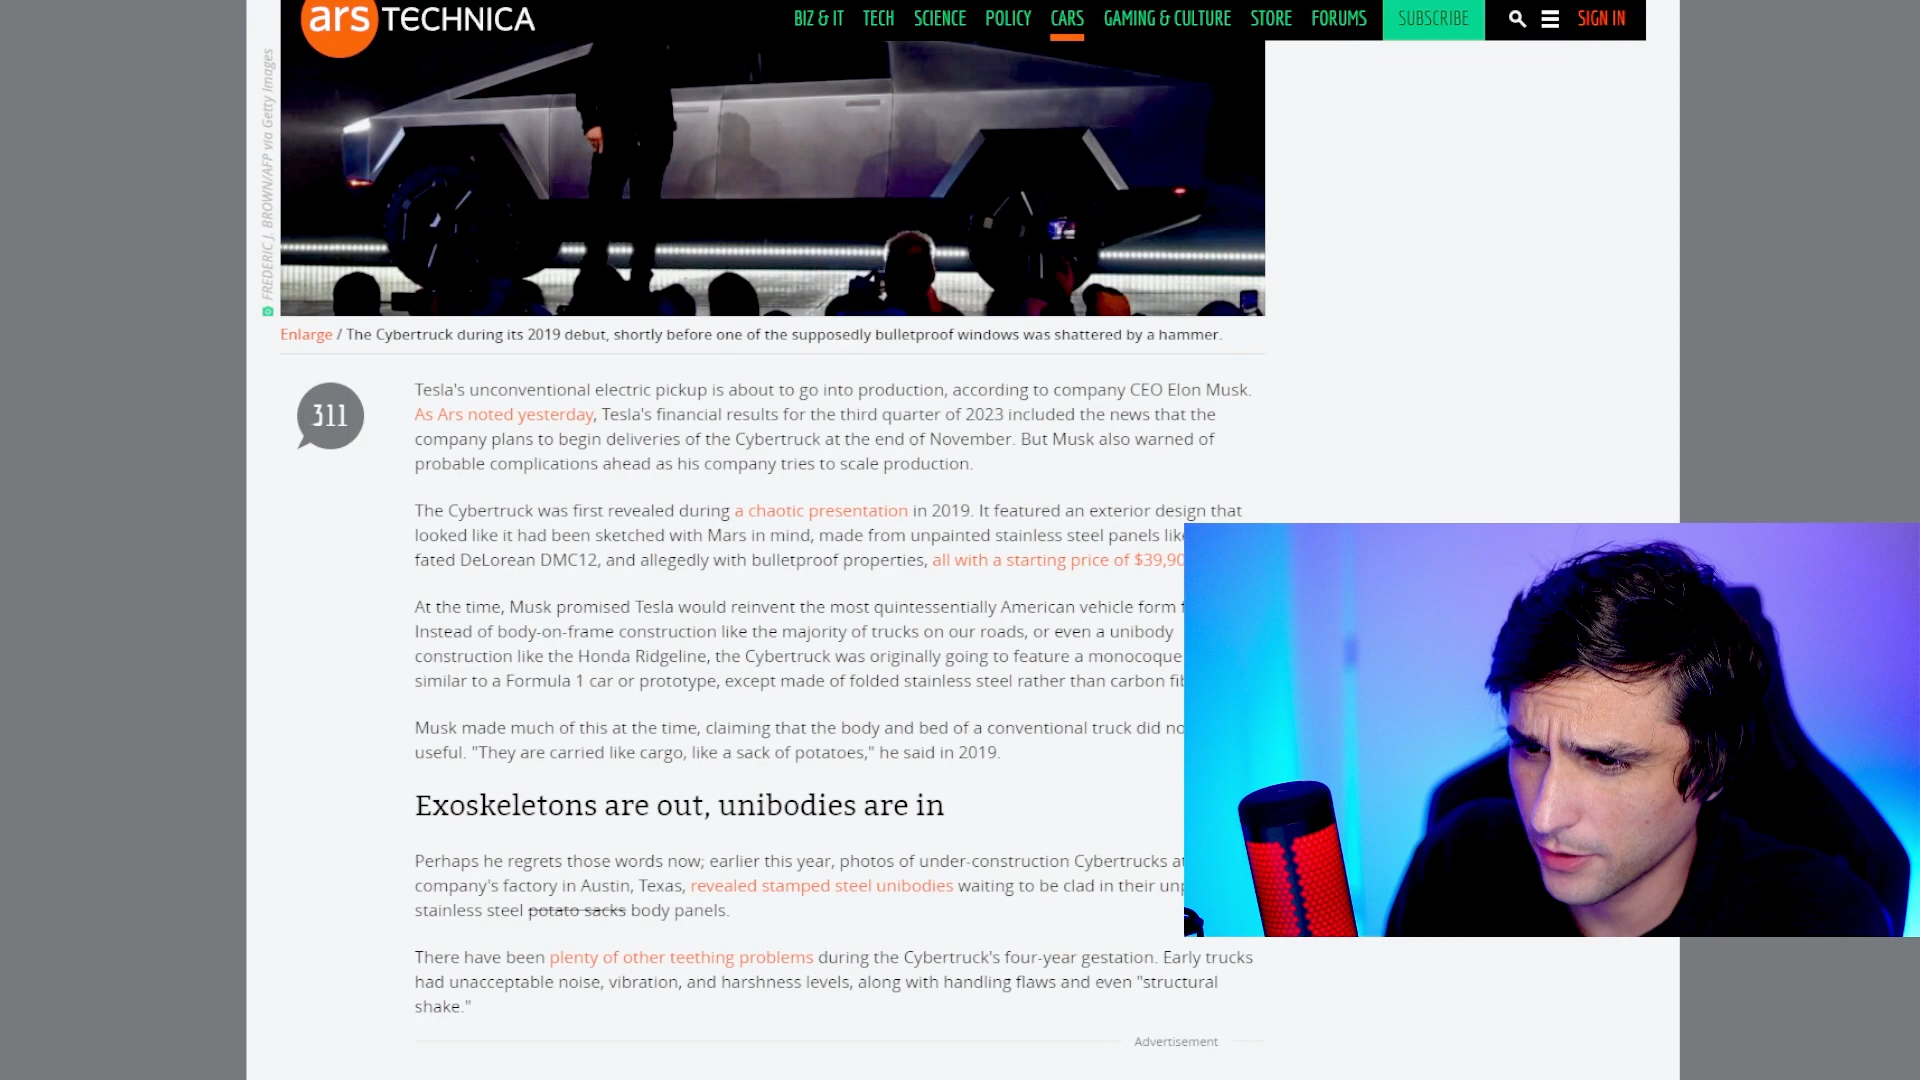 ars TECHNICA
BIZ & IT TECH SCIENCE POLICY CARS GAMING & CULTURE STORE FORUMS SUBSCRIBE SIGN IN
FREDERIC J. BROWN/AFP via Getty Images
Enlarge / The Cybertruck during its 2019 debut, shortly before one of the supposedly bulletproof windows was shattered by a hammer.
311
Tesla's unconventional electric pickup is about to go into production, according to company CEO Elon Musk.
As Ars noted yesterday, Tesla's financial results for the third quarter of 2023 included the news that the
company plans to begin deliveries of the Cybertruck at the end of November. But Musk also warned of
probable complications ahead as his company tries to scale production.
The Cybertruck was first revealed during a chaotic presentation in 2019. It featured an exterior design that
looked like it had been sketched with Mars in mind, made from unpainted stainless steel panels
fated DeLorean DMC12, and allegedly with bulletproof properties, all with a starting price of $39,90
At the time, Musk promised Tesla would reinvent the most quintessentially American vehicle form
Instead of body-on-frame construction like the majority of trucks on our roads, or even a unibody
construction like the Honda Ridgeline, the Cybertruck was originally going to feature a monocoque
similar to a Formula 1 car or prototype, except made of folded stainless steel rather than carbon
Musk made much of this at the time, claiming that the body and bed of a conventional truck did
useful. "They are carried like cargo, like a sack of potatoes," he said in 2019.
Exoskeletons are out, unibodies are in
Perhaps he regrets those words now; earlier this year, photos of under-construction Cybertrucks at
company's factory in Austin, Texas, revealed stamped steel unibodies waiting to be clad in their
stainless steel potato sacks body panels.
There have been plenty of other teething problems during the Cybertruck's four-year gestation. Early trucks
had unacceptable noise, vibration, and harshness levels, along with handling flaws and even "structural
shake."
Advertisement